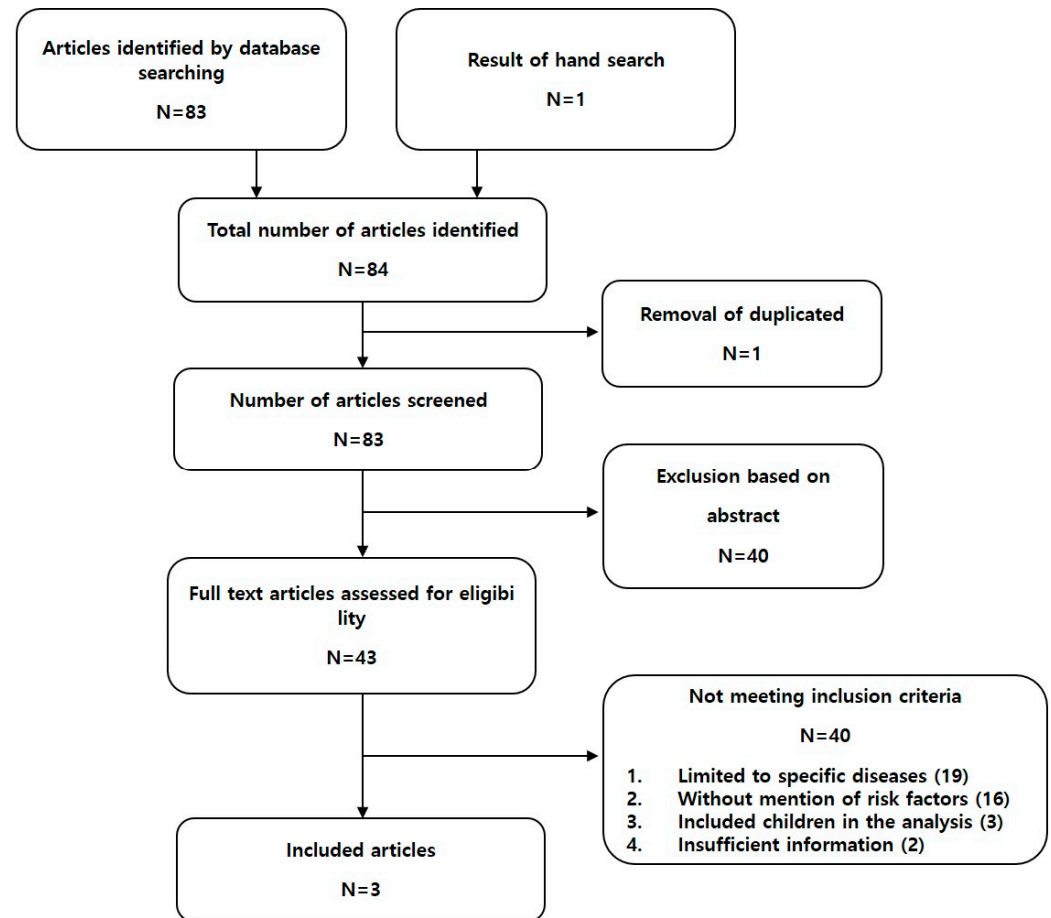 Articles identified by database
searching
N=83
Result of hand search
N=1
Total number of articles identified
N=84
Removal of duplicated
N=1
Number of articles screened
N=83
Exclusion based on
abstract
N=40
Full text articles assessed for eligibi
lity
N=43
Not meeting inclusion criteria
N=40
1. Limited to specific diseases (19)
2. Without mention of risk factors (16)
3. Included children in the analysis (3)
4. Insufficient information (2)
Included articles
N=3